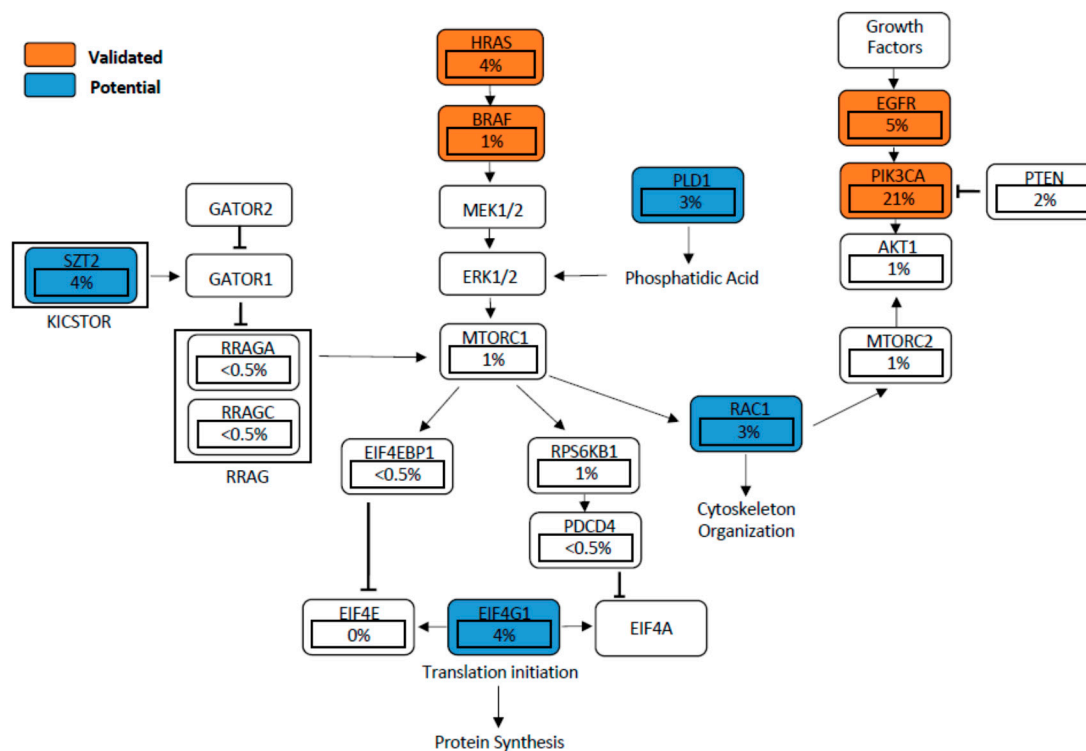 Validated
Potential
HRAS
4%
BRAF
1%
MEK1/2
ERK1/2
MTORC1
1%
GATOR2
GATOR1
SZT2
4%
KICSTOR
RRAGA
<0.5%
RRAGC
<0.5%
RRAG
PLD1
3%
Phosphatidic Acid
Growth
Factors
EGFR
5%
PIK3CA
21%
PTEN
2%
AKT1
1%
MTORC2
1%
RAC1
3%
Cytoskeleton
Organization
EIF4EBP1
<0.5%
RPS6KB1
1%
PDCD4
<0.5%
EIF4E
0%
EIF4G1
4%
EIF4A
Translation initiation
Protein Synthesis